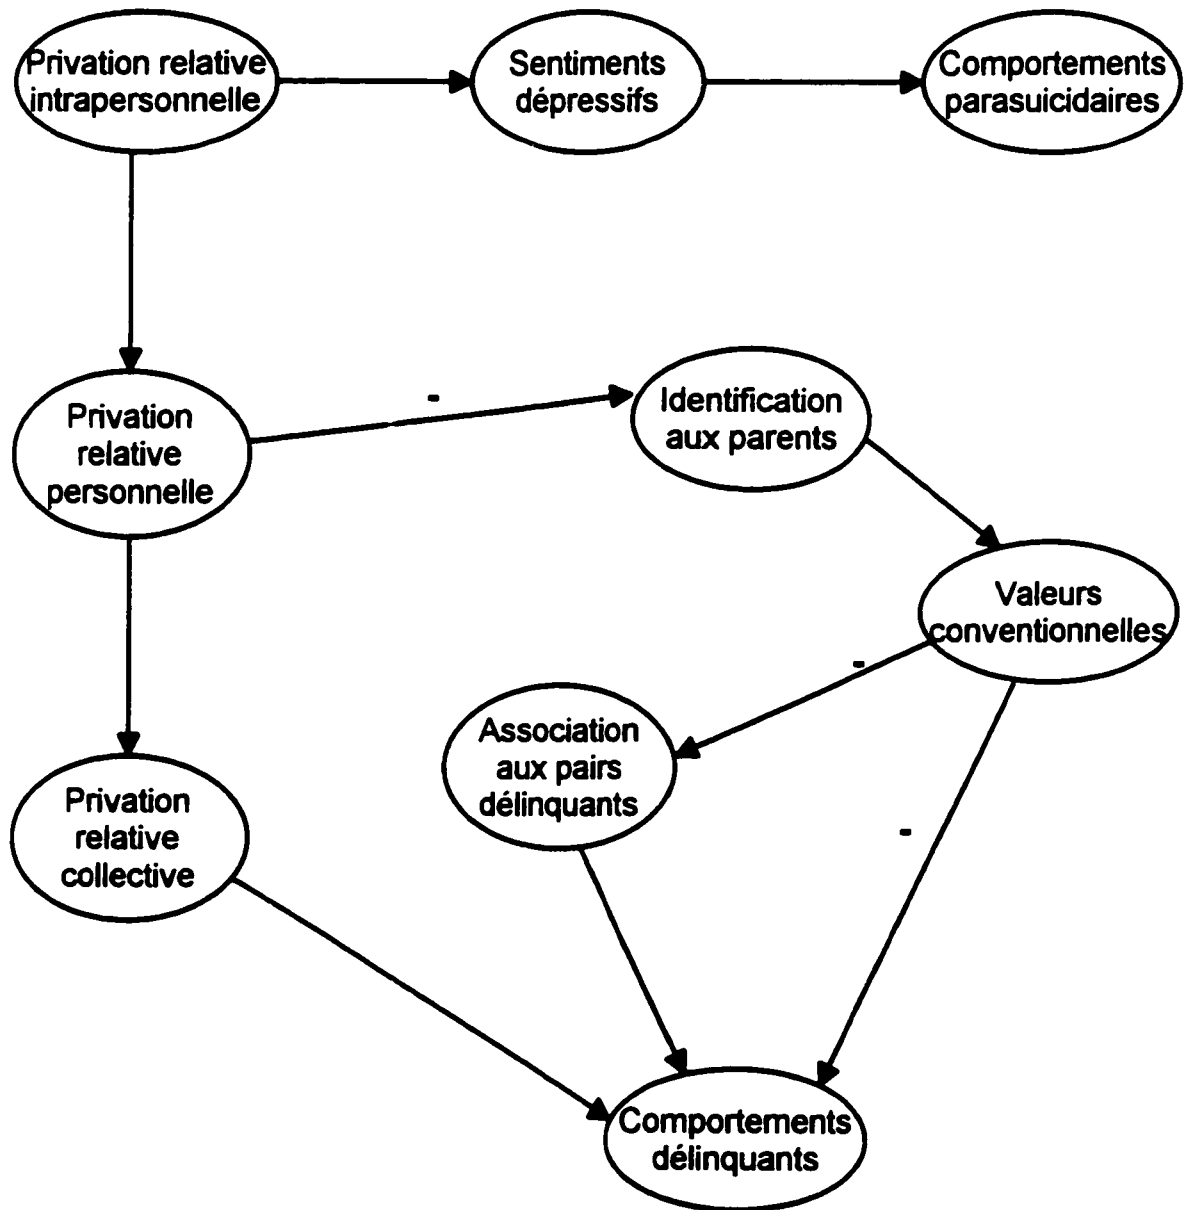 Privation relative
intrapersonnelle
Sentiments
dépressifs
Comportements
parasuicidaires
Privation
relative
personnelle
-
Identification
aux parents
Valeurs
conventionnelles
-
Association
aux pairs
délinquants
Privation
relative
collective
-
Comportements
délinquants